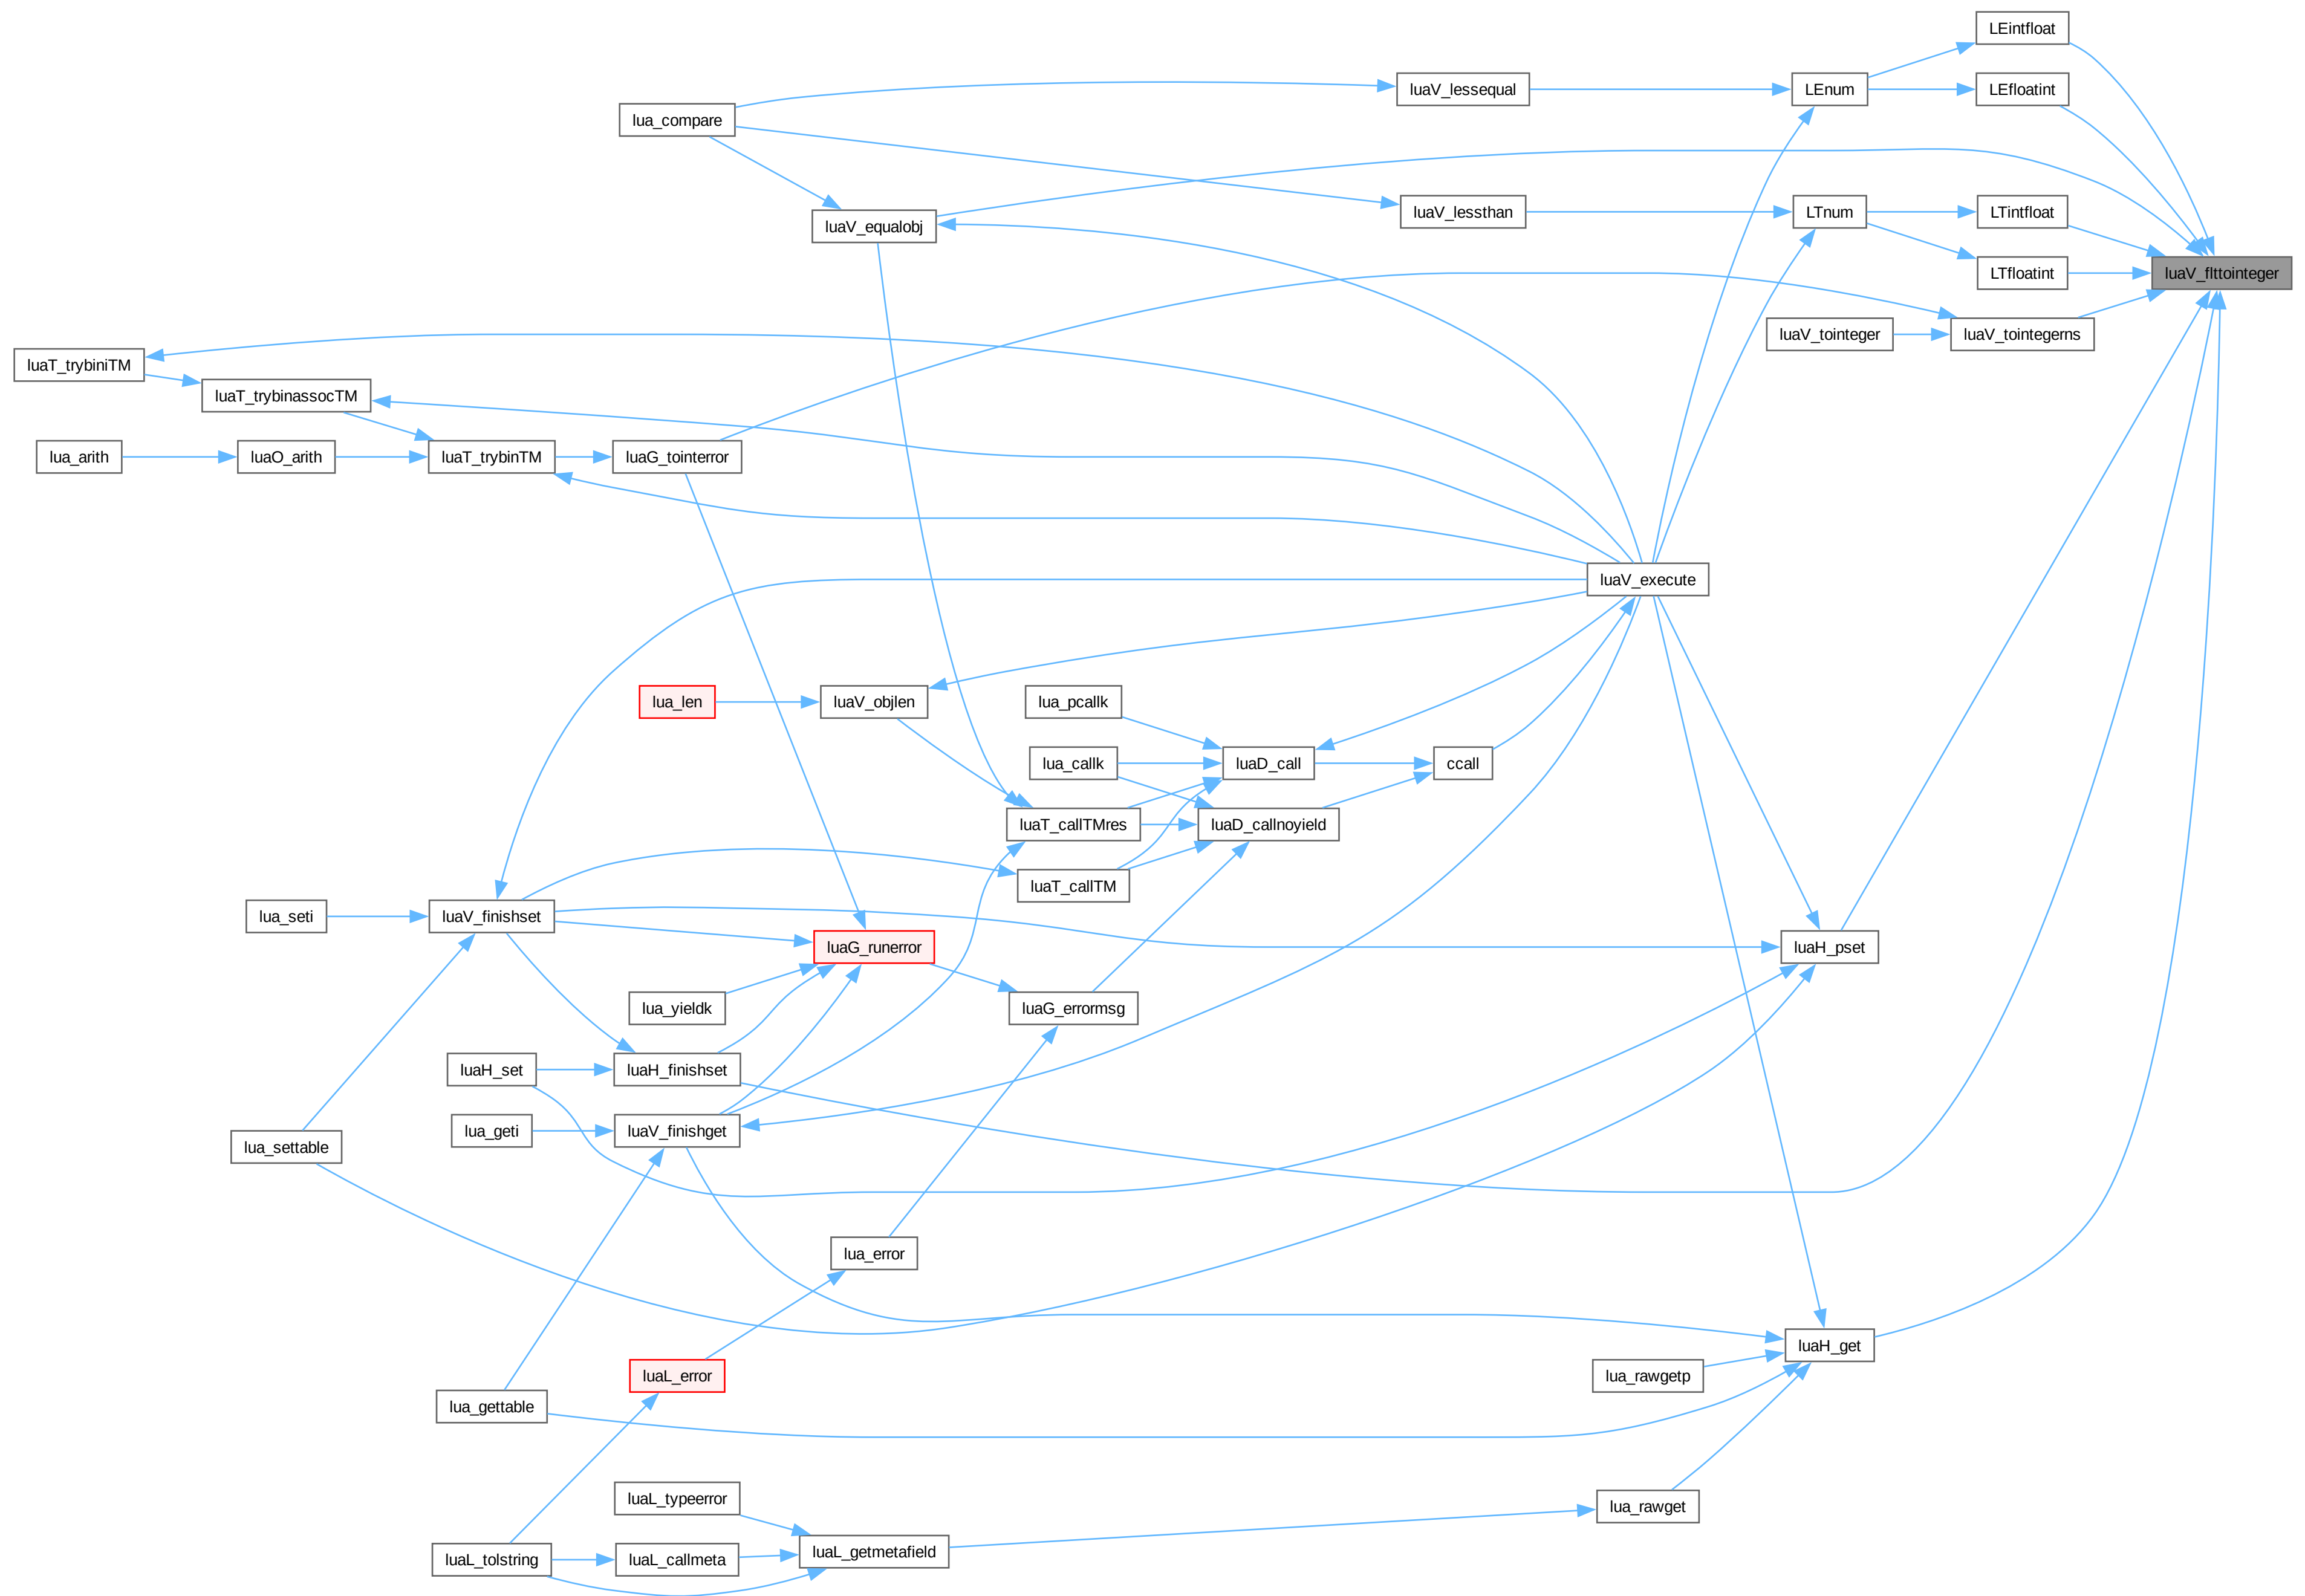 LEintfloat
luaV_lessequal
LEnum
LEfloatint
lua_compare
luaV_equalobj
luaV_lessthan
LTnum
LTintfloat
LTfloatint
luaV_flttointeger
luaV_tointeger
luaV_tointegerns
luaT_trybiniTM
luaT_trybinassocTM
lua_arith
luaO_arith
luaT_trybinTM
luaG_tointerror
luaV_execute
lua_len
luaV_objlen
lua_pcallk
lua_callk
luaD_call
ccall
luaT_callTMres
luaD_callnoyield
luaT_callTM
lua_seti
luaV_finishset
luaG_runerror
luaH_pset
lua_yieldk
luaG_errormsg
luaH_set
luaH_finishset
lua_geti
luaV_finishget
lua_settable
lua_error
luaH_get
luaL_error
lua_rawgetp
lua_gettable
luaL_typeerror
lua_rawget
luaL_tolstring
luaL_callmeta
luaL_getmetafield